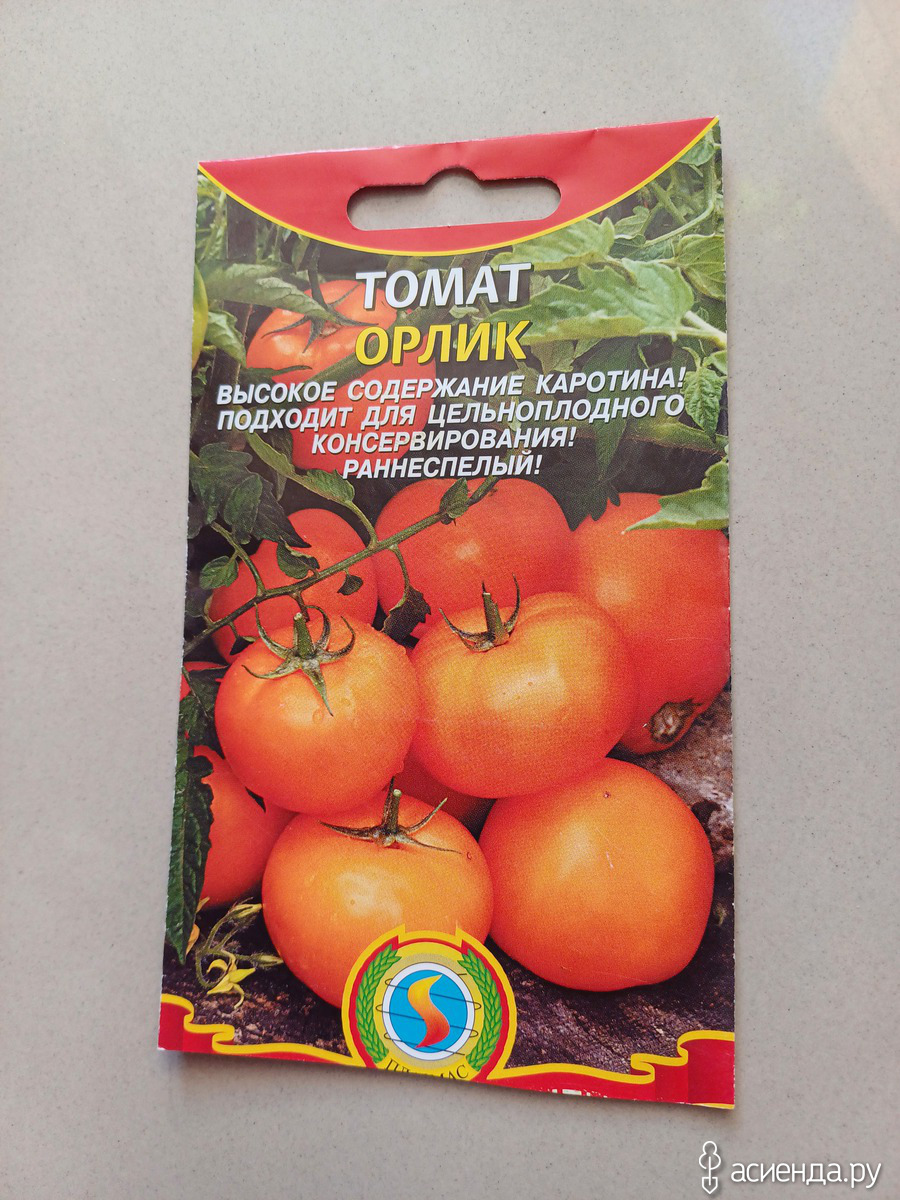 ТОМАТ
ОРЛИК
ВЫСОКОЕ СОДЕРЖАНИЕ КАРОТИНА!
ПОДХОДИТ ДЛЯ ЦЕЛЬНОПЛОДНОГО
КОНСЕРВИРОВАНИЯ!
РАННЕСПЕЛЫЙ!
асиенда.ру